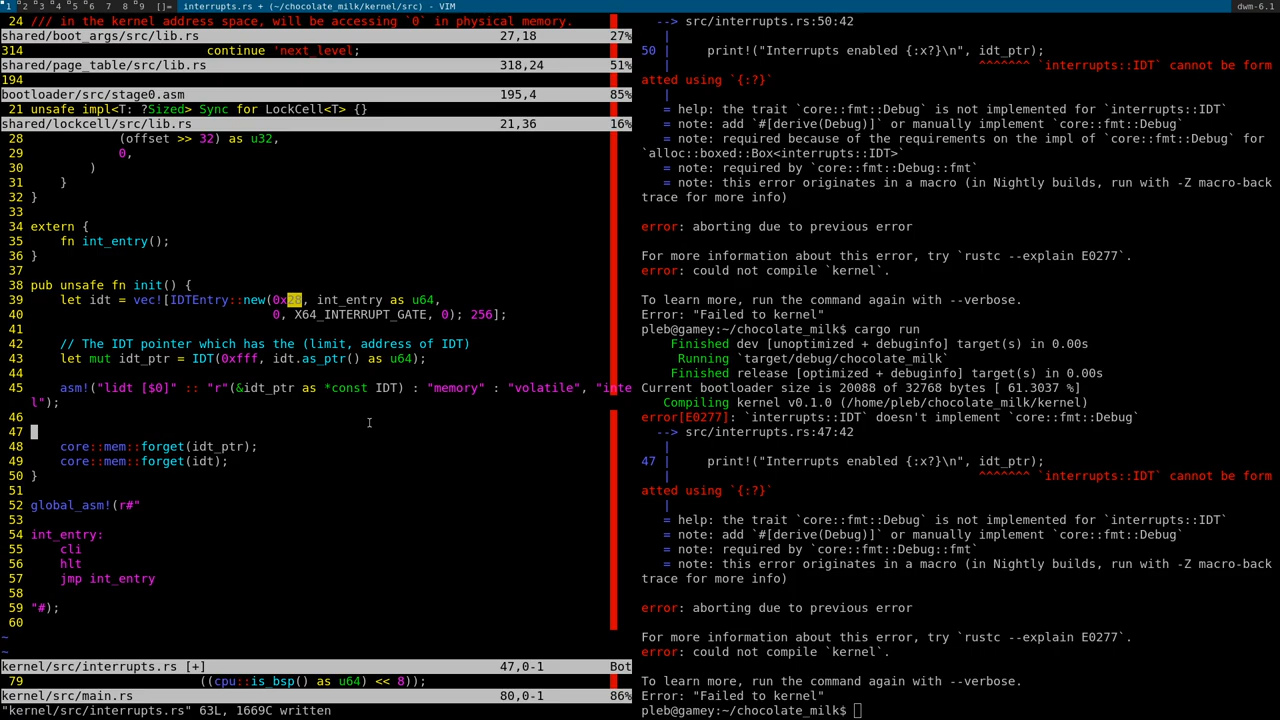 1 2 3 4 5 6 7 8 9 []= interrupts.rs + (~/chocolate_milk/kernel/src) - VIM dwm-6.1
24 /// in the kernel address space, will be accessing `0` in physical memory.
shared/boot_args/src/lib.rs 27,18 27%
314 continue 'next_level;
shared/page_table/src/lib.rs 318,24 51%
194
bootloader/src/stage0.asm 195,4 85%
21 unsafe impl<T: ?Sized> Sync for LockCell<T> {}
shared/lockcell/src/lib.rs 21,36 16%
28 (offset >> 32) as u32,
29 0,
30 )
31 }
32 }
33
34 extern {
35 fn int_entry();
36 }
37
38 pub unsafe fn init() {
39 let idt = vec![IDTEntry::new(0x28, int_entry as u64,
40 0, X64_INTERRUPT_GATE, 0); 256];
41
42 // The IDT pointer which has the (limit, address of IDT)
43 let mut idt_ptr = IDT(0xfff, idt.as_ptr() as u64);
44
45 asm!("lidt [$0]" :: "r"(&idt_ptr as *const IDT) : "memory" : "volatile", "inte
l");
46
47
48 core::mem::forget(idt_ptr);
49 core::mem::forget(idt);
50 }
51
52 global_asm!(r#"
53
54 int_entry:
55 cli
56 hlt
57 jmp int_entry
58
59 "#);
60
~
~
kernel/src/interrupts.rs [+] 47,0-1 Bot
79 ((cpu::is_bsp() as u64) << 8));
kernel/src/main.rs 80,0-1 86%
"kernel/src/interrupts.rs" 63L, 1669C written
--> src/interrupts.rs:50:42
|
50 | print!("Interrupts enabled {:x?}\n", idt_ptr);
| ^^^^^^^ `interrupts::IDT` cannot be form
atted using `{:?}`
|
= help: the trait `core::fmt::Debug` is not implemented for `interrupts::IDT`
= note: add `#[derive(Debug)]` or manually implement `core::fmt::Debug`
= note: required because of the requirements on the impl of `core::fmt::Debug` for
`alloc::boxed::Box<interrupts::IDT>`
= note: required by `core::fmt::Debug::fmt`
= note: this error originates in a macro (in Nightly builds, run with -Z macro-back
trace for more info)
error: aborting due to previous error
For more information about this error, try `rustc --explain E0277`.
error: could not compile `kernel`.
To learn more, run the command again with --verbose.
Error: "Failed to kernel"
pleb@gamey:~/chocolate_milk$ cargo run
Finished dev [unoptimized + debuginfo] target(s) in 0.00s
Running `target/debug/chocolate_milk`
Finished release [optimized + debuginfo] target(s) in 0.00s
Current bootloader size is 20088 of 32768 bytes [ 61.3037 %]
Compiling kernel v0.1.0 (/home/pleb/chocolate_milk/kernel)
error[E0277]: `interrupts::IDT` doesn't implement `core::fmt::Debug`
--> src/interrupts.rs:47:42
|
47 | print!("Interrupts enabled {:x?}\n", idt_ptr);
| ^^^^^^^ `interrupts::IDT` cannot be form
atted using `{:?}`
|
= help: the trait `core::fmt::Debug` is not implemented for `interrupts::IDT`
= note: add `#[derive(Debug)]` or manually implement `core::fmt::Debug`
= note: required by `core::fmt::Debug::fmt`
= note: this error originates in a macro (in Nightly builds, run with -Z macro-back
trace for more info)
error: aborting due to previous error
For more information about this error, try `rustc --explain E0277`.
error: could not compile `kernel`.
To learn more, run the command again with --verbose.
Error: "Failed to kernel"
pleb@gamey:~/chocolate_milk$